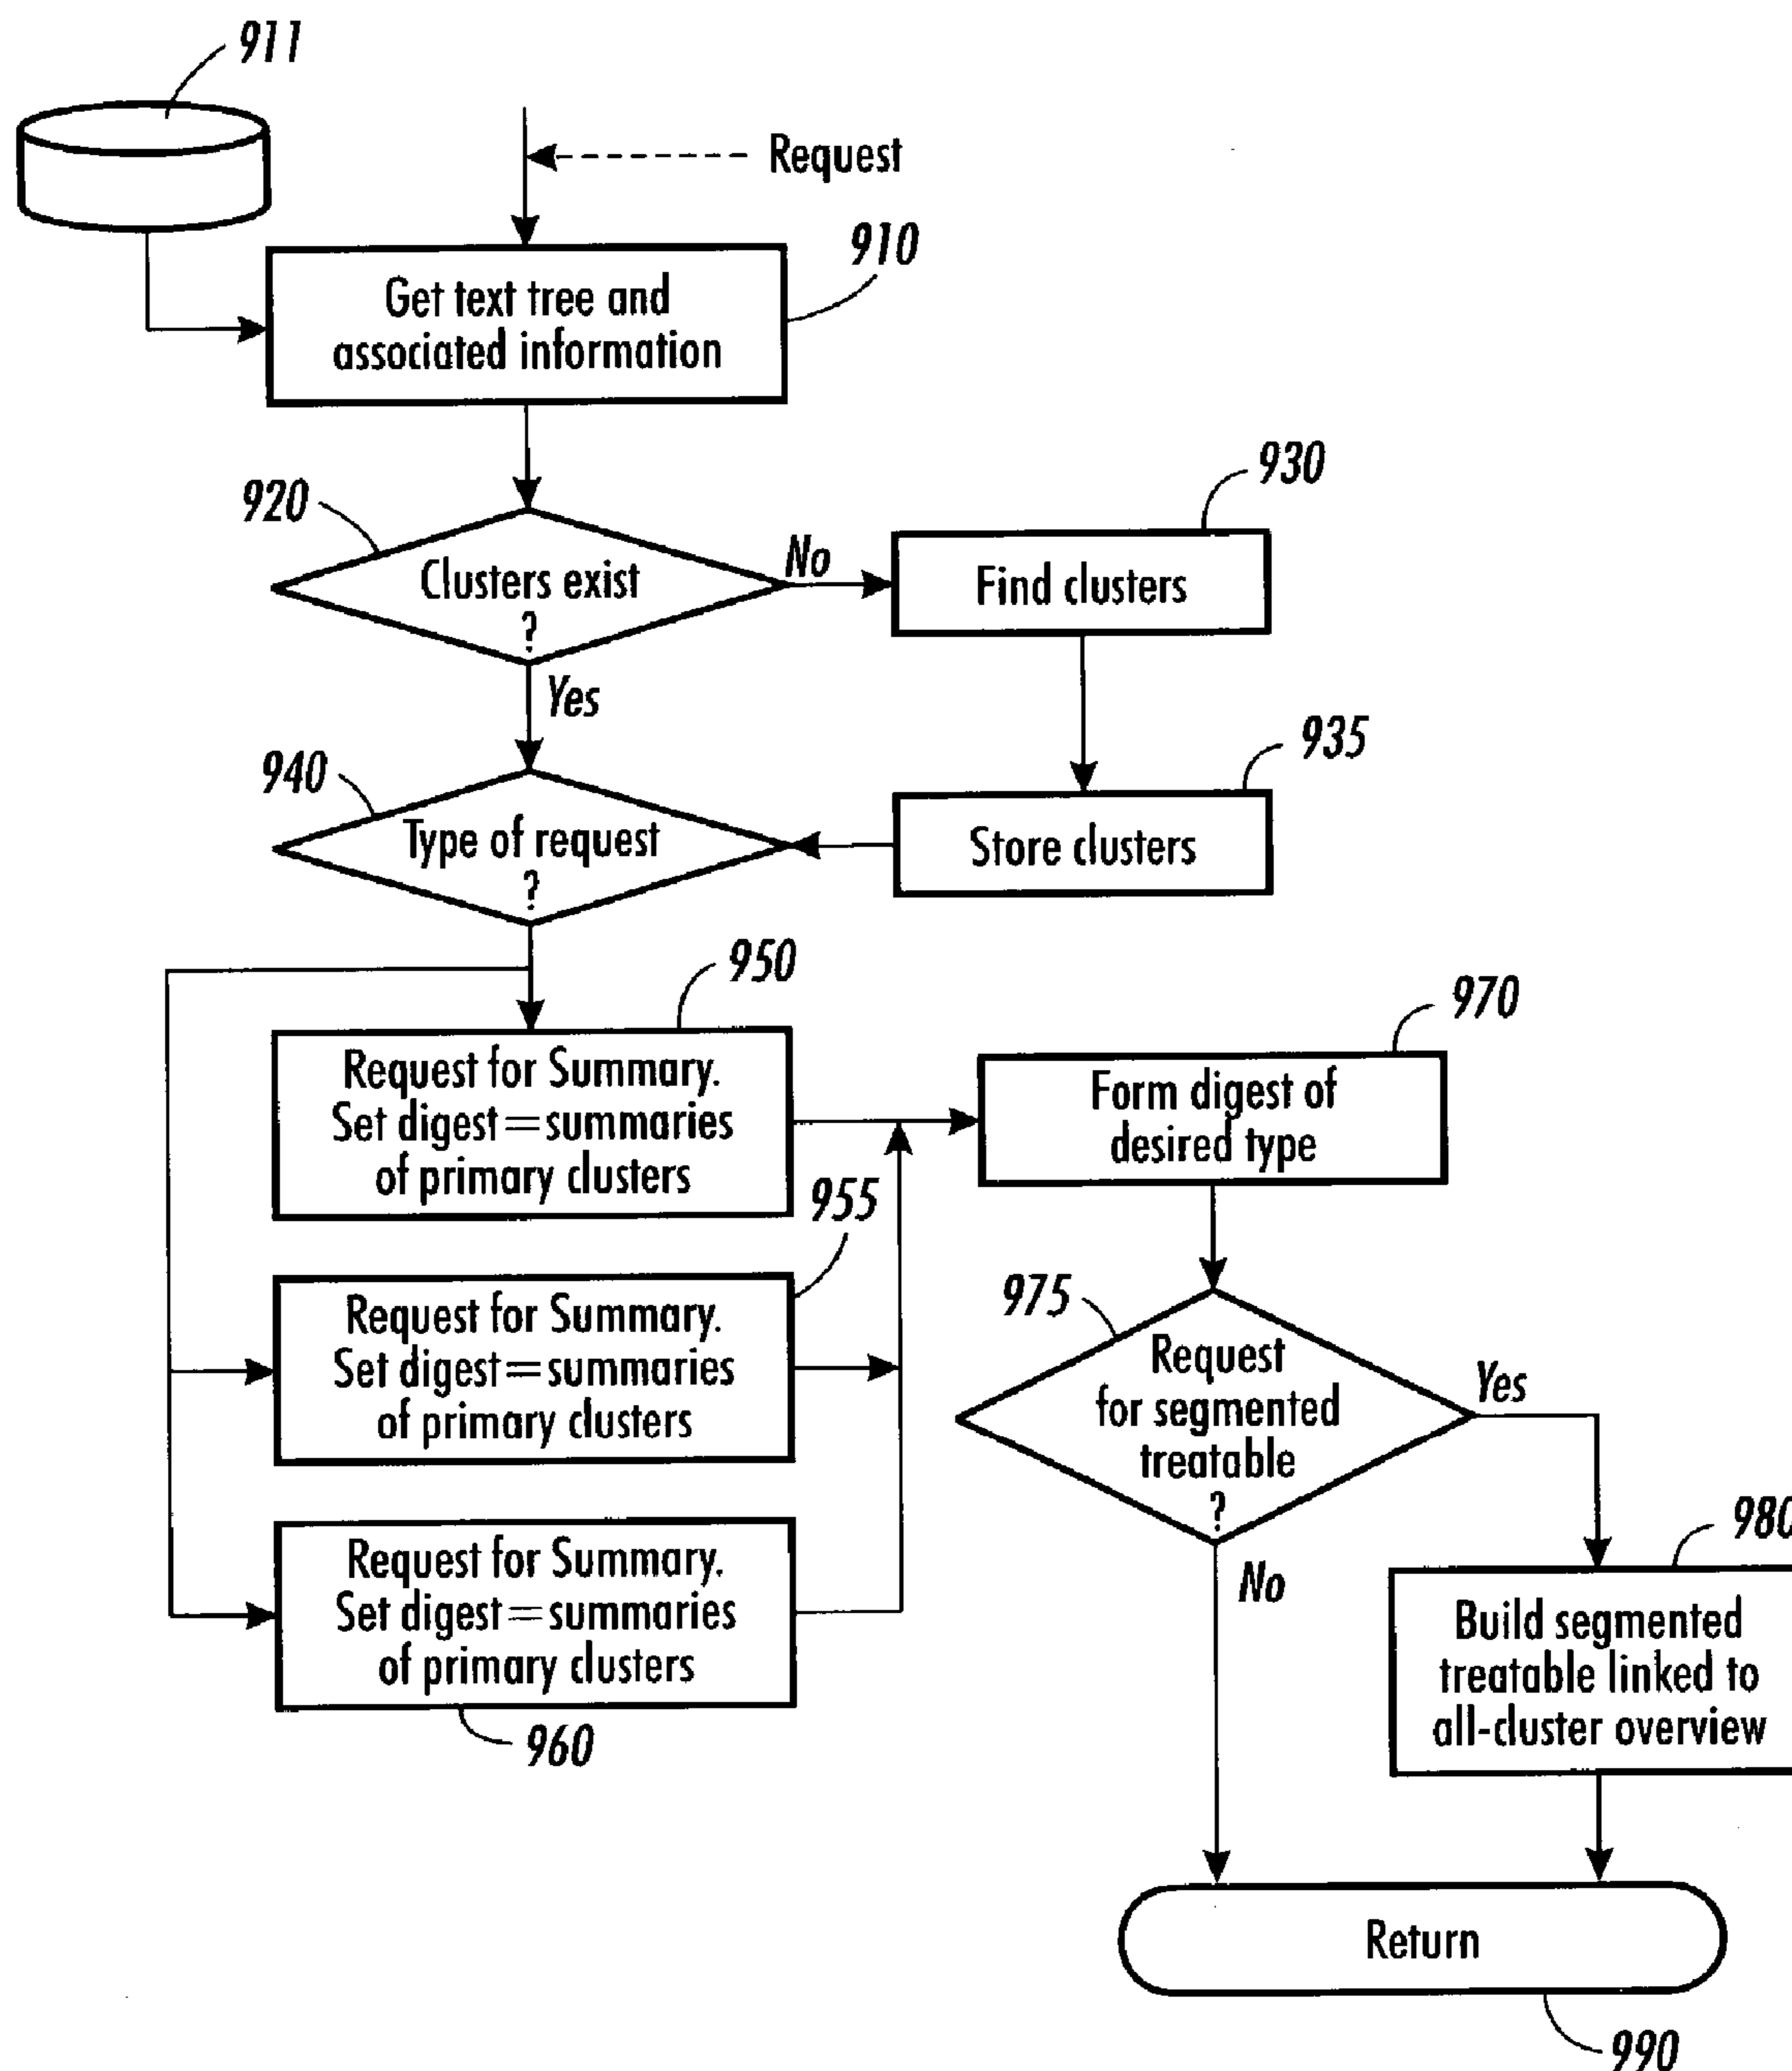 911
Request
910
Get text tree and
associated information
920
Clusters exist
?
No
930
Find clusters
Yes
935
Store clusters
940
Type of request
?
950
Request for Summary.
Set digest=summaries
of primary clusters
955
Request for Summary.
Set digest=summaries
of primary clusters
Request for Summary.
Set digest=summaries
of primary clusters
960
970
Form digest of
desired type
975
Request
for segmented
treatable
?
Yes
No
980
Build segmented
treatable linked to
all-cluster overview
Return
990